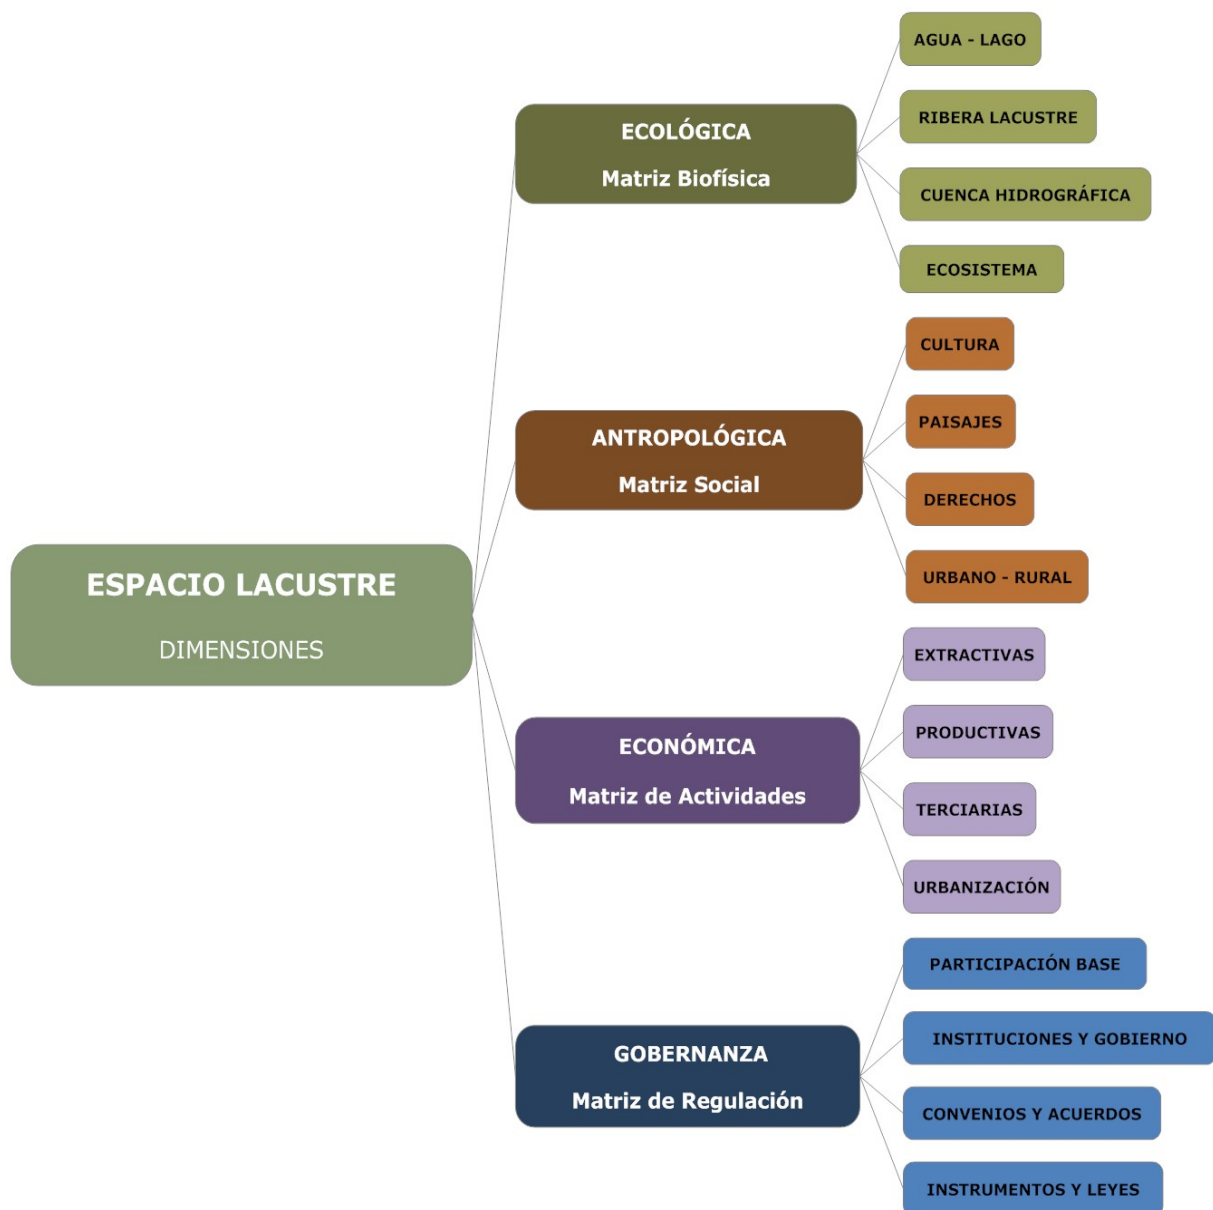 ESPACIO LACUSTRE
DIMENSIONES
ECOLÓGICA
Matriz Biofísica
AGUA - LAGO
RIBERA LACUSTRE
CUENCA HIDROGRÁFICA
ECOSISTEMA
ANTROPOLÓGICA
Matriz Social
CULTURA
PAISAJES
DERECHOS
URBANO - RURAL
ECONÓMICA
Matriz de Actividades
EXTRACTIVAS
PRODUCTIVAS
TERCIARIAS
URBANIZACIÓN
GOBERNANZA
Matriz de Regulación
PARTICIPACIÓN BASE
INSTITUCIONES Y GOBIERNO
CONVENIOS Y ACUERDOS
INSTRUMENTOS Y LEYES